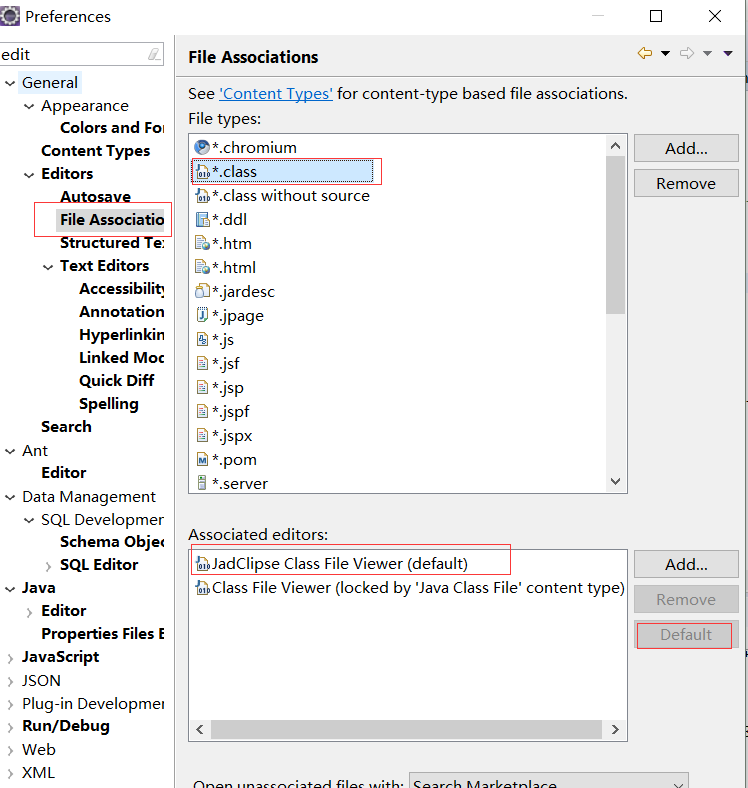 Preferences
edit
General
Appearance
Colors and For
Content Types
Editors
Autosave
File Associatio
Structured Te
Text Editors
Accessibility
Annotation
Hyperlinkin
Linked Mod
Quick Diff
Spelling
Search
Ant
Editor
Data Management
SQL Developmer
Schema Objec
SQL Editor
Java
Editor
Properties Files E
JavaScript
JSON
Plug-in Developmer
Run/Debug
Web
XML
File Associations
See 'Content Types' for content-type based file associations.
File types:
*.chromium
*.class
*.class without source
*.ddl
*.htm
*.html
*.jardesc
*.jpage
*.js
*.jsf
*.jsp
*.jspf
*.jspx
*.pom
*.server
Add...
Remove
Associated editors:
JadClipse Class File Viewer (default)
Class File Viewer (locked by 'Java Class File' content type)
Add...
Remove
Default
Open unassociated files with: Search Marketplace